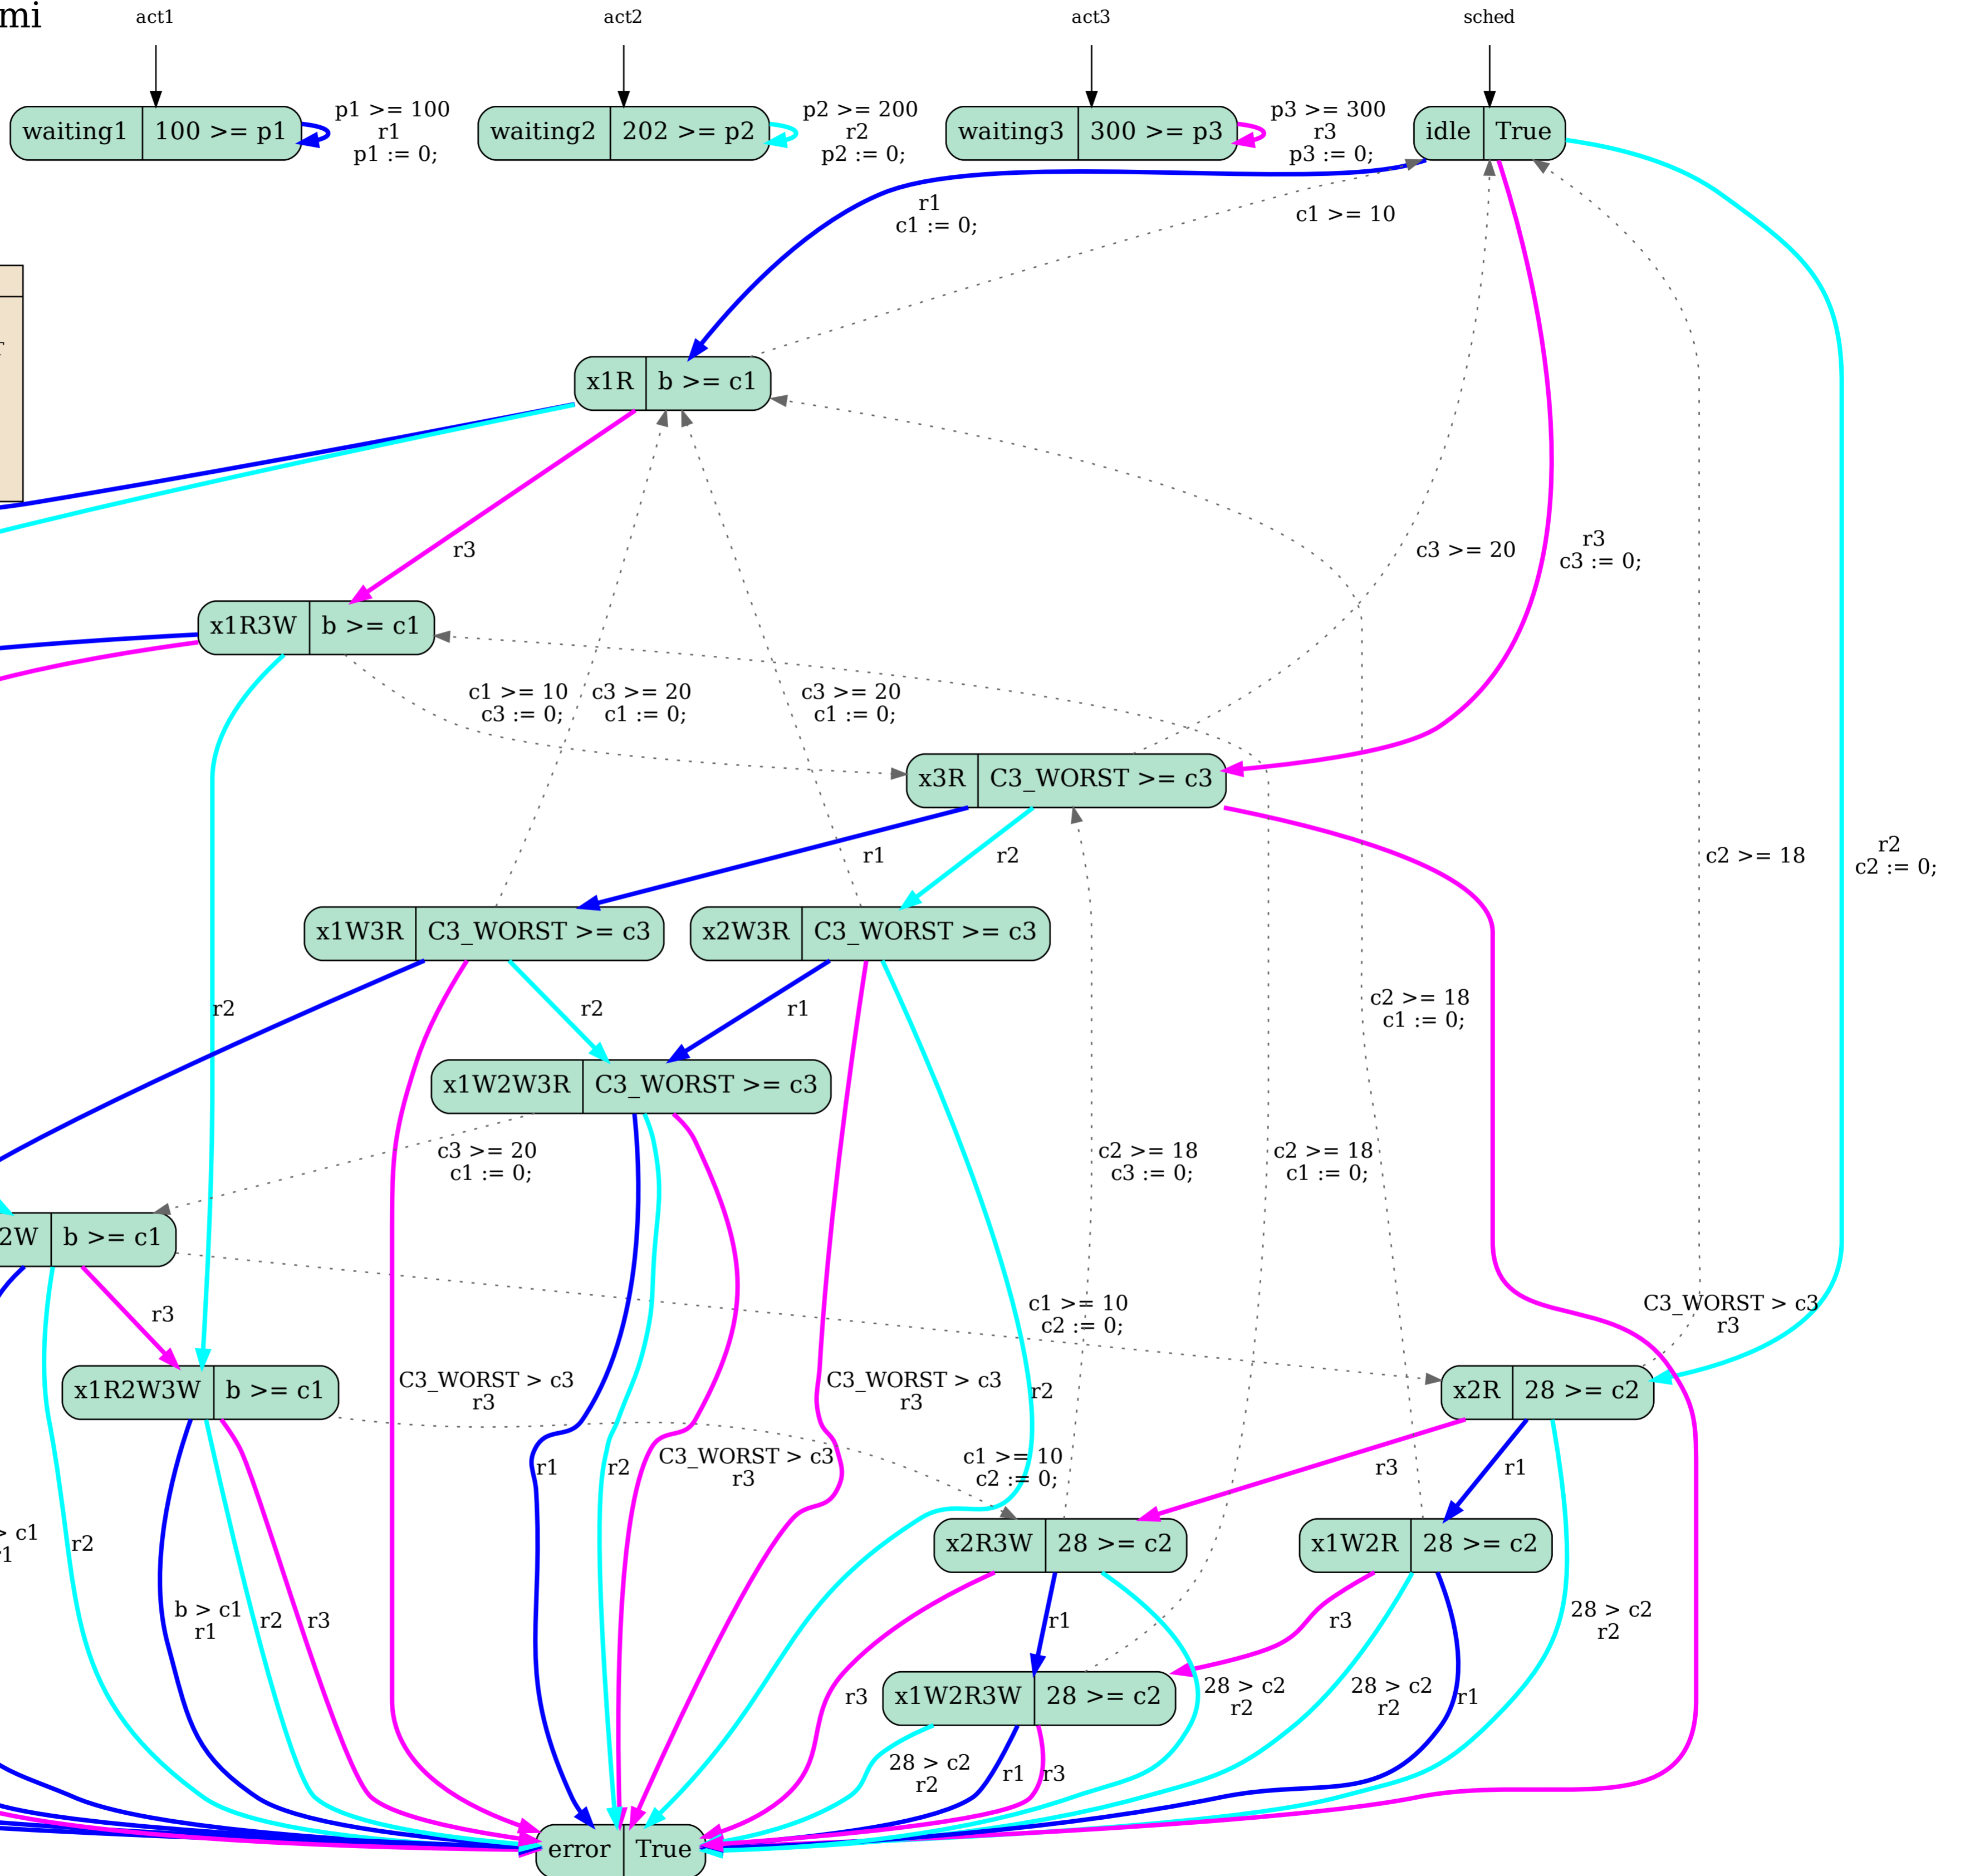 mi
act1
act2
act3
sched
waiting1
100 >= p1
p1 >= 100
r1
p1 := 0;
waiting2
202 >= p2
p2 >= 200
r2
p2 := 0;
waiting3
300 >= p3
p3 >= 300
r3
p3 := 0;
idle
True
r1
c1 := 0;
c1 >= 10
x1R
b >= c1
r3
c3 >= 20
r3
c3 := 0;
x1R3W
b >= c1
c1 >= 10
c3 := 0;
c3 >= 20
c1 := 0;
c3 >= 20
c1 := 0;
x3R
C3_WORST >= c3
r1
r2
c2 >= 18
r2
c2 := 0;
x1W3R
C3_WORST >= c3
x2W3R
C3_WORST >= c3
r2
r2
r1
c2 >= 18
c1 := 0;
x1W2W3R
C3_WORST >= c3
c3 >= 20
c1 := 0;
c2 >= 18
c3 := 0;
c2 >= 18
c1 := 0;
2W
b >= c1
r3
c1 >= 10
c2 := 0;
C3_WORST > c3
r3
x1R2W3W
b >= c1
C3_WORST > c3
r3
C3_WORST > c3
r3
r2
x2R
28 >= c2
r1
r2
C3_WORST > c3
r3
c1 >= 10
c2 := 0;
r3
r1
> c1
r2
x2R3W
28 >= c2
x1W2R
28 >= c2
b > c1
r1
r2
r3
r1
r3
28 > c2
r2
x1W2R3W
28 >= c2
r3
28 > c2
r2
28 > c2
r2
r1
28 > c2
r2
r1
r3
error
True